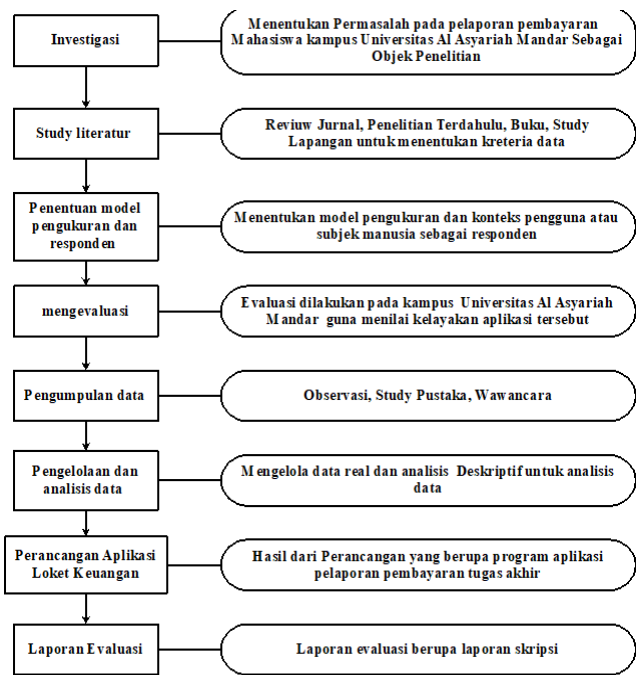 Investigasi
Menentukan Permasalah pada pelaporan pembayaran
Mahasiswa kampus Universitas Al Asyariah Mandar Sebagai
Objek Penelitian
Study literatur
Reviuw Jurnal, Penelitian Terdahulu, Buku, Study
Lapangan untuk menentukan kreteria data
Penentuan model
pengukuran dan
responden
Menentukan model pengukuran dan konteks pengguna atau
subjek manusia sebagai responden
mengevaluasi
Evaluasi dilakukan pada kampus Universitas Al Asyariah
Mandar guna menilai kelayakan aplikasi tersebut
Pengumpulan data
Observasi, Study Pustaka, Wawancara
Pengelolaan dan
analisis data
Mengelola data real dan analisis Deskriptif untuk analisis
data
Perancangan Aplikasi
Loket Keuangan
Hasil dari Perancangan yang berupa program aplikasi
pelaporan pembayaran tugas akhir
Laporan Evaluasi
Laporan evaluasi berupa laporan skripsi